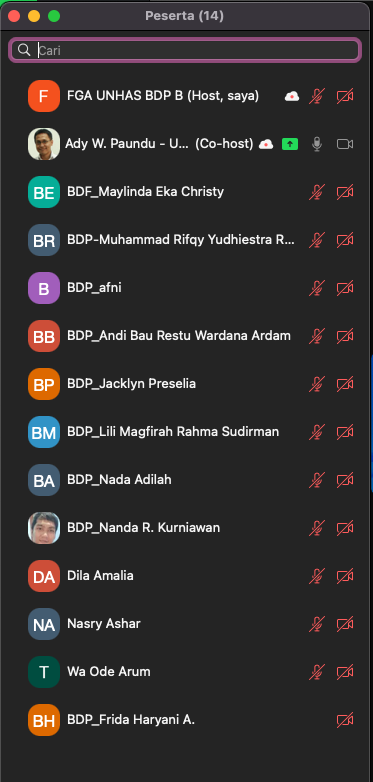 Peserta (14)
Cari
F FGA UNHAS BDP B (Host, saya)
Ady W. Paundu - U... (Co-host)
BE BDF_Maylinda Eka Christy
BR BDP-Muhammad Rifqy Yudhiestra R...
B BDP_afni
BB BDP_Andi Bau Restu Wardana Ardam
BP BDP_Jacklyn Preselia
BM BDP_Lili Magfirah Rahma Sudirman
BA BDP_Nada Adilah
BDP_Nanda R. Kurniawan
DA Dila Amalia
NA Nasry Ashar
T Wa Ode Arum
BH BDP_Frida Haryani A.